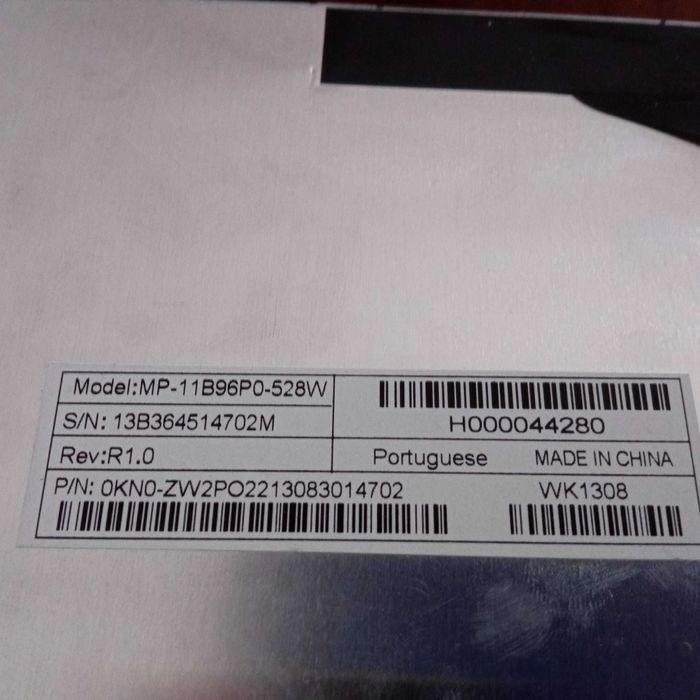 Model:MP-11B96P0-528W
S/N: 13B364514702M
H000044280
Rev:R1.0
Portuguese MADE IN CHINA
P/N: 0KN0-ZW2PO2213083014702
WK1308